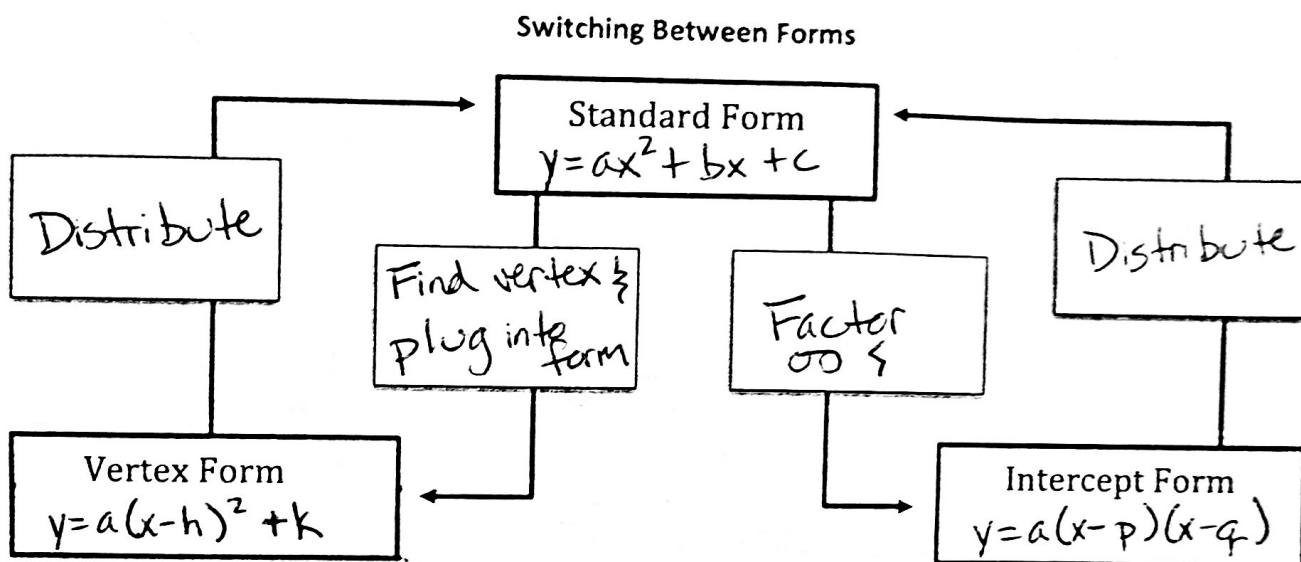 Switching Between Forms
Standard Form
y=ax²+bx+c
Distribute
Find vertex &
plug into
form
Factor
Distribute
Vertex Form
y=a(x-h)²+k
Intercept Form
y=a(x-p)(x-q)